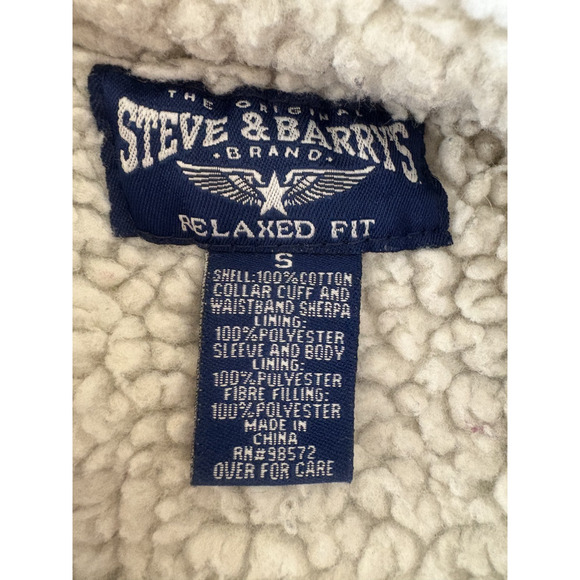 THE ORIGINAL
STEVE & BARRY'S
• BRAND •
RELAXED FIT
S
SHELL:100%COTTON
COLLAR CUFF AND
WAISTBAND SHERPA
LINING:
100%POLYESTER
SLEEVE AND BODY
LINING:
100%POLYESTER
FIBRE FILLING:
100%POLYESTER
MADE IN
CHINA
RN#98572
OVER FOR CARE